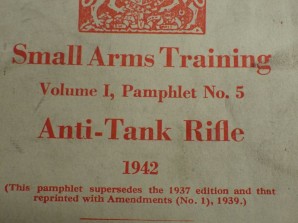 Small Arms Training
Volume I, Pamphlet No. 5
Anti-Tank Rifle
1942
(This pamphlet supersedes the 1937 edition and that
reprinted with Amendments (No. 1), 1939.)